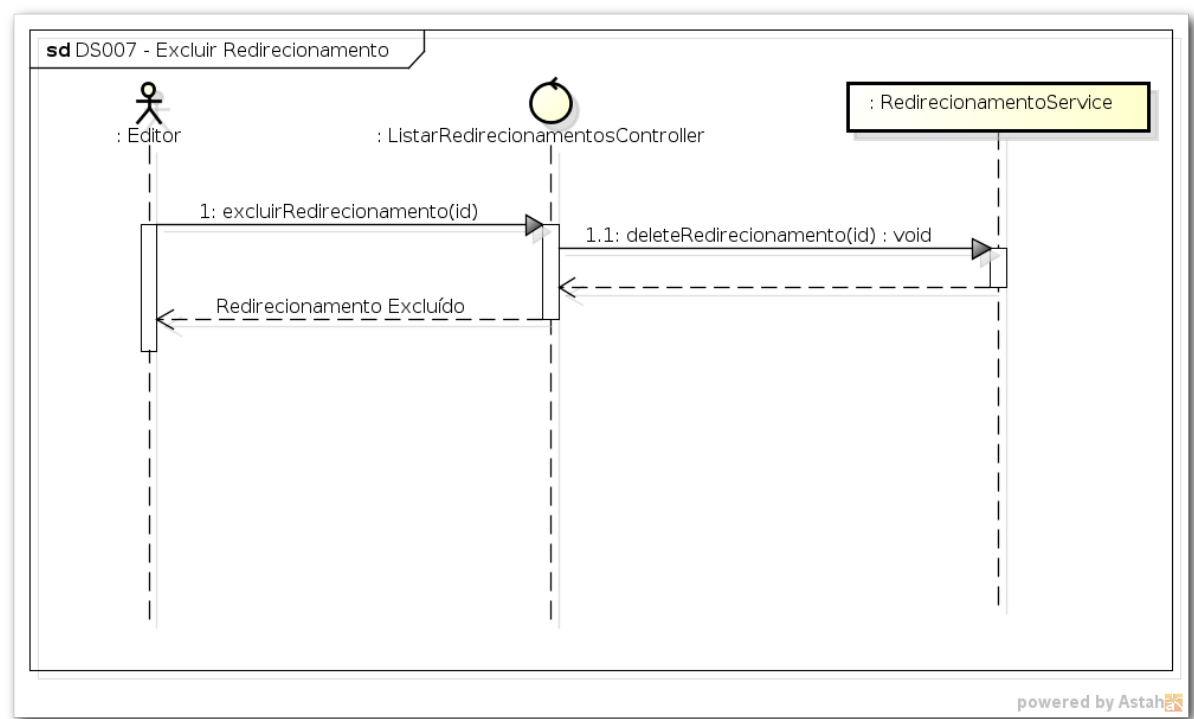 sd DS007 - Excluir Redirecionamento
: Editor
: ListarRedirecionamentosController
: RedirecionamentoService
1: excluirRedirecionamento(id)
1.1: deleteRedirecionamento(id) : void
Redirecionamento Excluído
powered by Astah